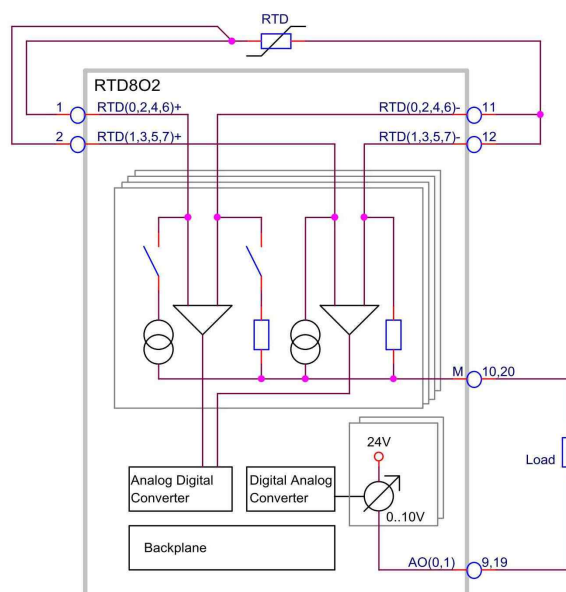 RTD
RTD8O2
1 RTD(0,2,4,6)+ RTD(0,2,4,6)- 11
2 RTD(1,3,5,7)+ RTD(1,3,5,7)- 12
M 10,20
24V
Load
Analog Digital
Converter
Digital Analog
Converter
0..10V
Backplane
AO(0,1) 9,19